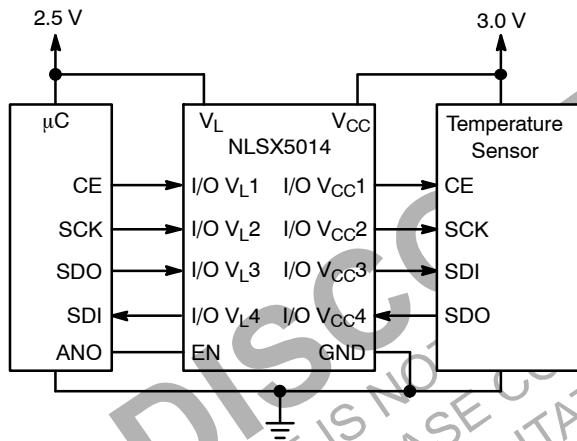 2.5 V 3.0 V
μC VL VCC Temperature
NLSX5014 Sensor
CE I/O VL1 I/O VCC1 CE
SCK I/O VL2 I/O VCC2 SCK
SDO I/O VL3 I/O VCC3 SDI
SDI I/O VL4 I/O VCC4 SDO
ANO EN GND